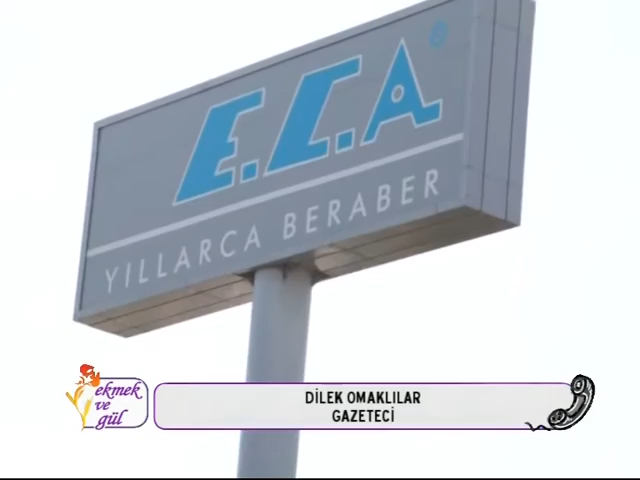 E.C.A ®
YILLARCA BERABER
ekmek
ve
gül
DİLEK OMAKLILAR
GAZETECİ